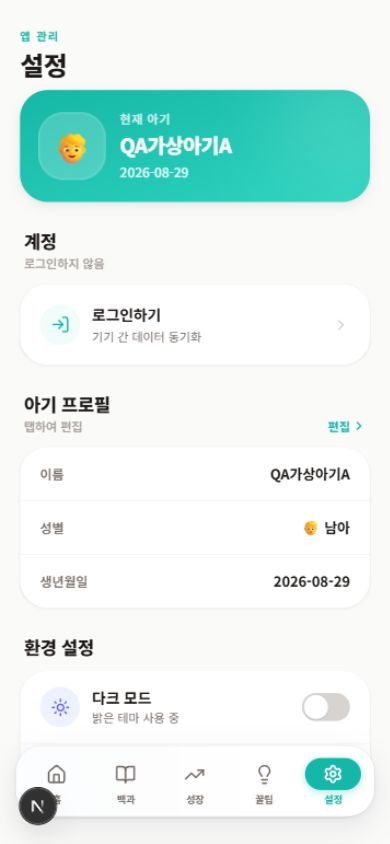 앱 관리
설정
현재 아기
QA가상아기A
2026-08-29
계정
로그인하지 않음
로그인하기
기기 간 데이터 동기화
아기 프로필
탭하여 편집
편집
이름
QA가상아기A
성별
남아
생년월일
2026-08-29
환경 설정
다크 모드
밝은 테마 사용 중
백과
성장
꿀팁
설정
N